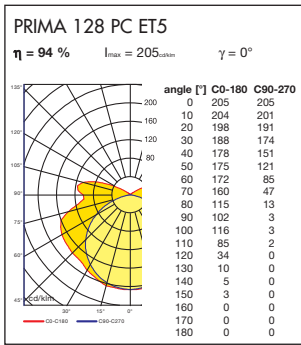 PRIMA 128 PC ET5
η = 94 % Imax = 205cd/klm γ = 0°
angle [°] C0-180 C90-270
0 205 205
10 204 201
20 198 191
30 188 174
40 178 151
50 175 121
60 172 85
70 160 47
80 115 13
90 102 3
100 116 3
110 85 2
120 34 0
130 10 0
140 5 0
150 3 0
160 0 0
170 0 0
180 0 0
135°
120°
105°
90°
75°
60°
45°
200
160
120
80
cd/klm
30° 15° 0°
C0-C180 C90-C270